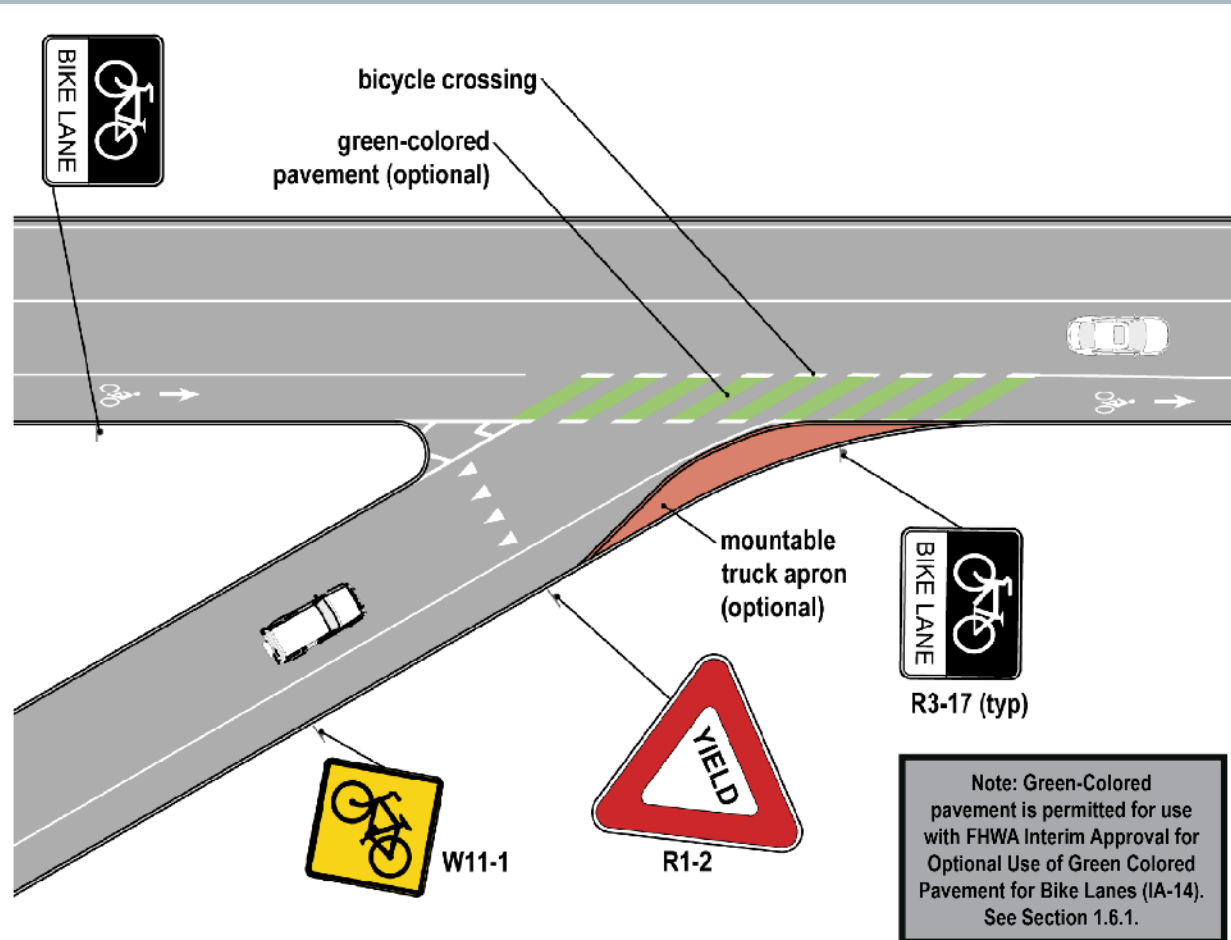 BIKE LANE
bicycle crossing
green-colored
pavement (optional)
mountable
truck apron
(optional)
BIKE LANE
R3-17 (typ)
YIELD
R1-2
W11-1
Note: Green-Colored
pavement is permitted for use
with FHWA Interim Approval for
Optional Use of Green Colored
Pavement for Bike Lanes (IA-14).
See Section 1.6.1.